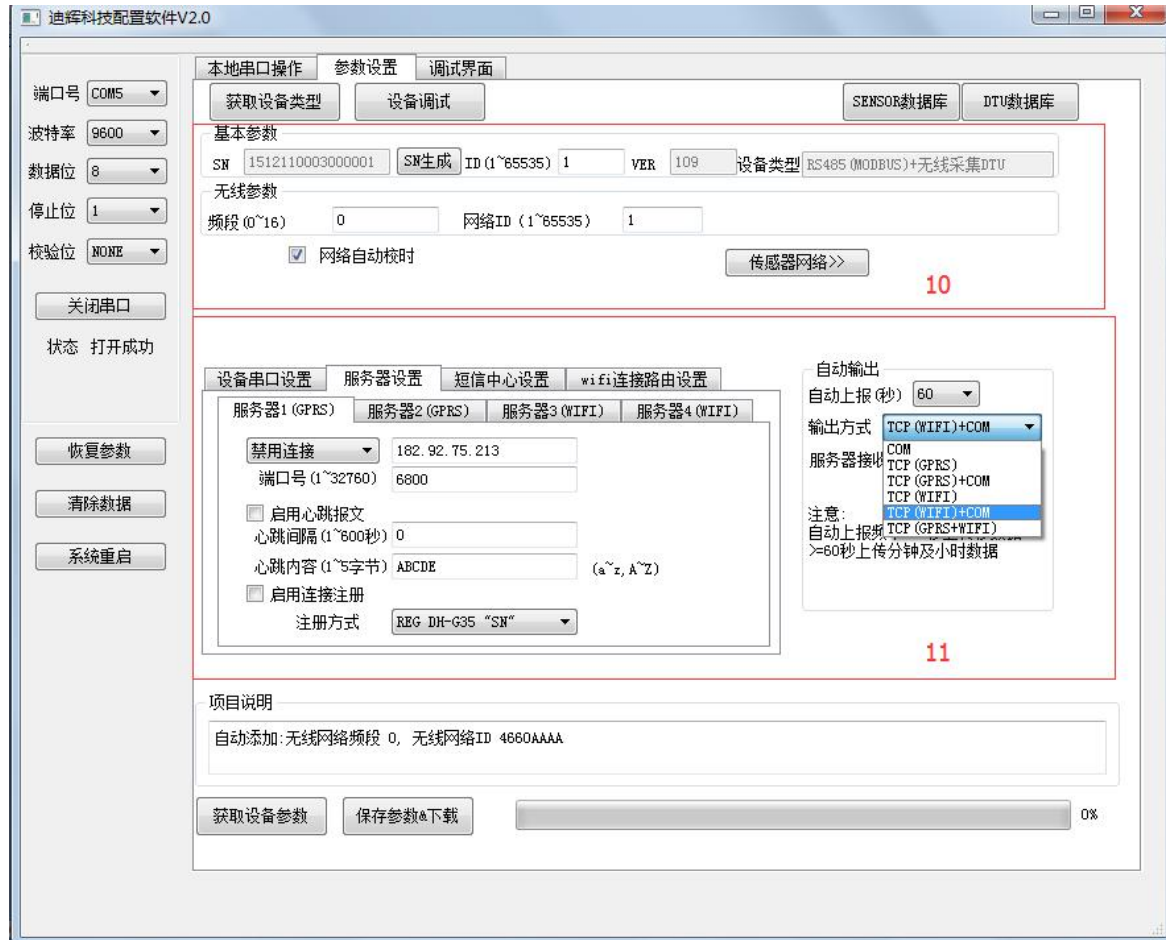 迪辉科技配置软件V2.0
本地串口操作 参数设置 调试界面
端口号 COM5
波特率 9600
数据位 8
停止位 1
校验位 NONE
关闭串口
状态 打开成功
恢复参数
清除数据
系统重启
获取设备类型 设备调试 SENSOR数据库 DTU数据库
基本参数
SN 1512110003000001 SN生成 ID(1~65535) 1 VER 109 设备类型 RS485(MODBUS)+无线采集DTU
无线参数
频段(0~16) 0 网络ID (1~65535) 1
网络自动校时 传感器网络>>
10
设备串口设置 服务器设置 短信中心设置 wifi连接路由设置
服务器1(GPRS) 服务器2(GPRS) 服务器3(WIFI) 服务器4(WIFI)
禁用连接 182.92.75.213
端口号(1~32760) 6800
启用心跳报文
心跳间隔(1~600秒) 0
心跳内容(1~5字节) ABCDE (a~z,A~Z)
启用连接注册
注册方式 REG DH-G35 "SN"
自动输出
自动上报(秒) 60
输出方式 TCP(WIFI)+COM
服务器接收
COM
TCP(GPRS)
TCP(GPRS)+COM
TCP(WIFI)
TCP(WIFI)+COM
TCP(GPRS+WIFI)
注意:
自动上报频
>=60秒上传分钟及小时数据
11
项目说明
自动添加:无线网络频段 0, 无线网络ID 4660AAAA
获取设备参数 保存参数&下载 0%